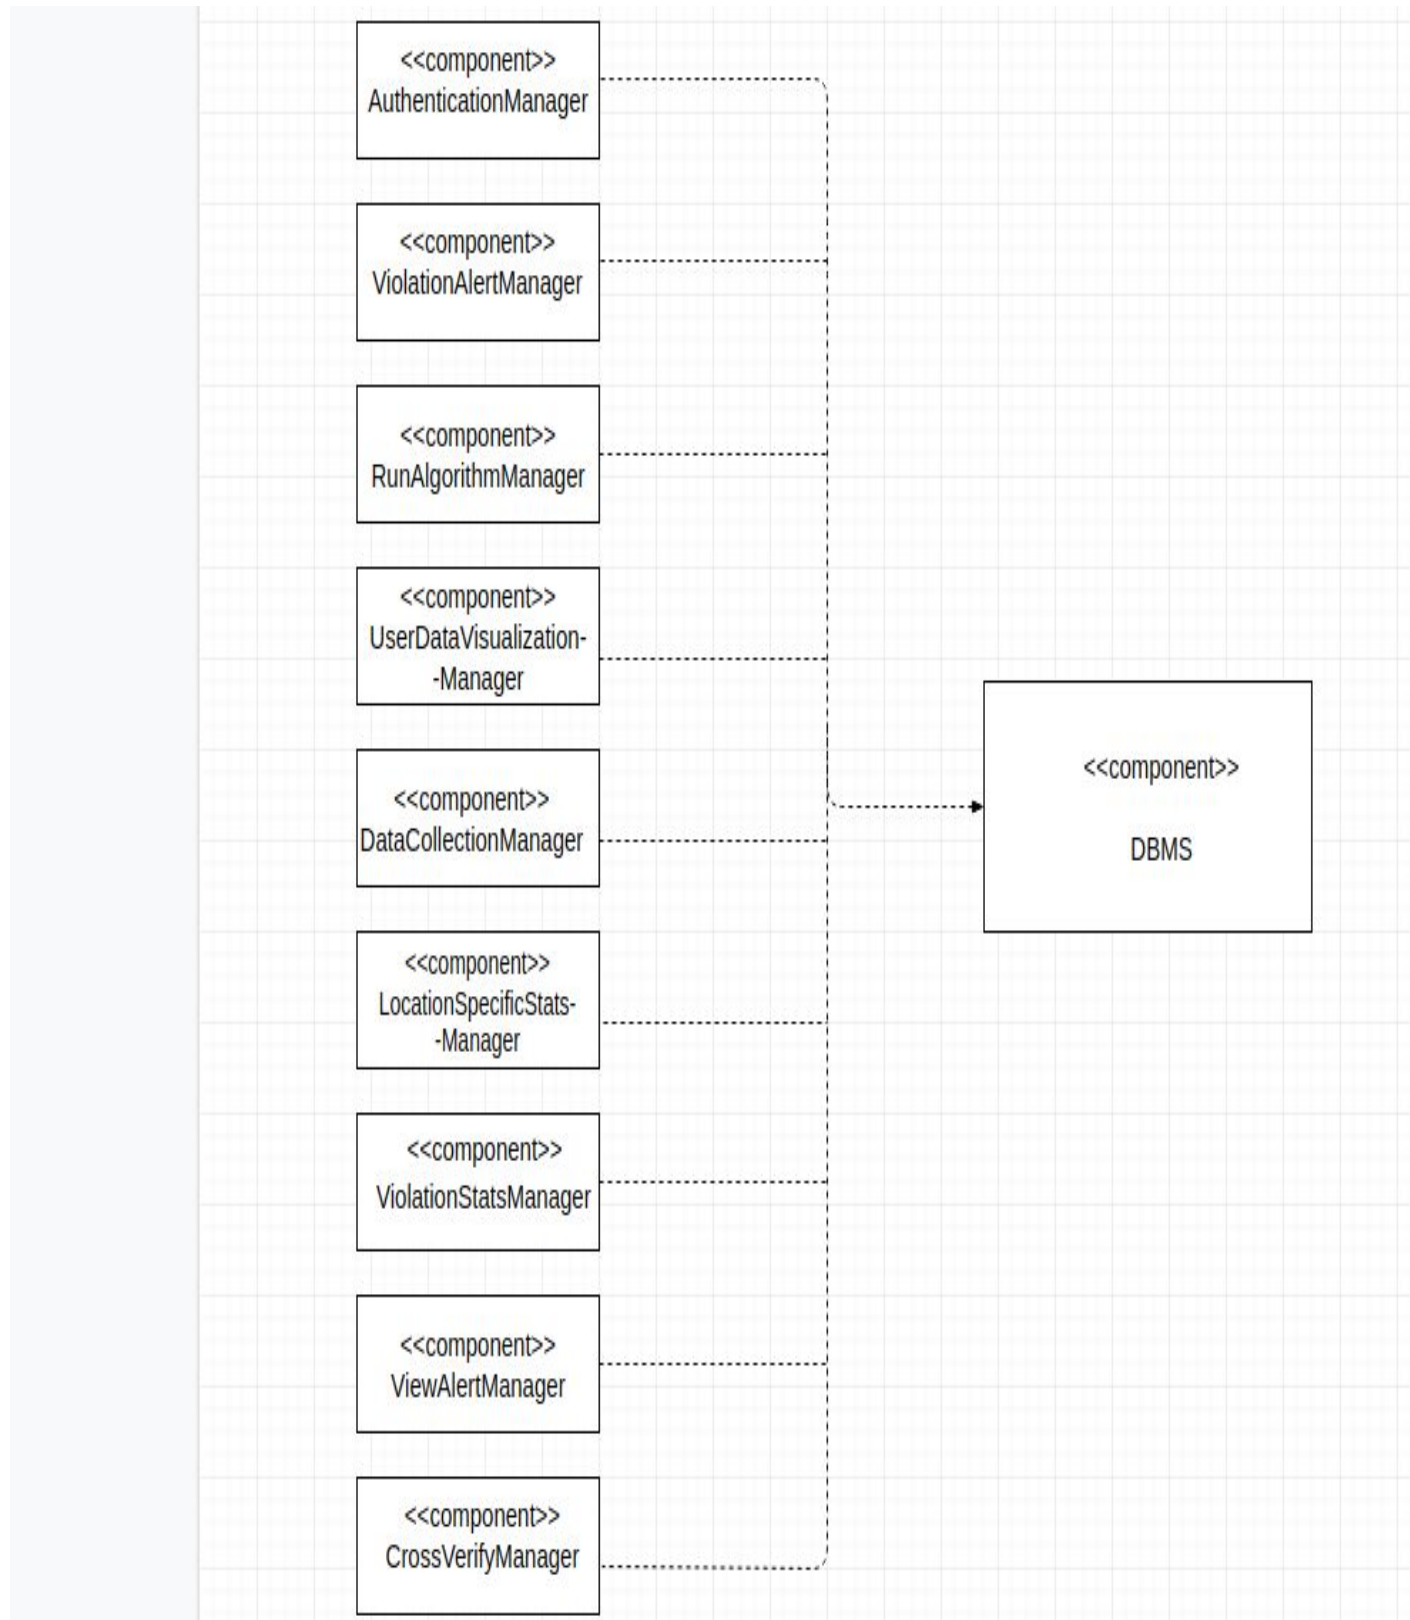 <<component>>
AuthenticationManager
<<component>>
ViolationAlertManager
<<component>>
RunAlgorithmManager
<<component>>
UserDataVisualization-
-Manager
<<component>>
DataCollectionManager
<<component>>
LocationSpecificStats-
-Manager
<<component>>
ViolationStatsManager
<<component>>
ViewAlertManager
<<component>>
CrossVerifyManager
<<component>>
DBMS